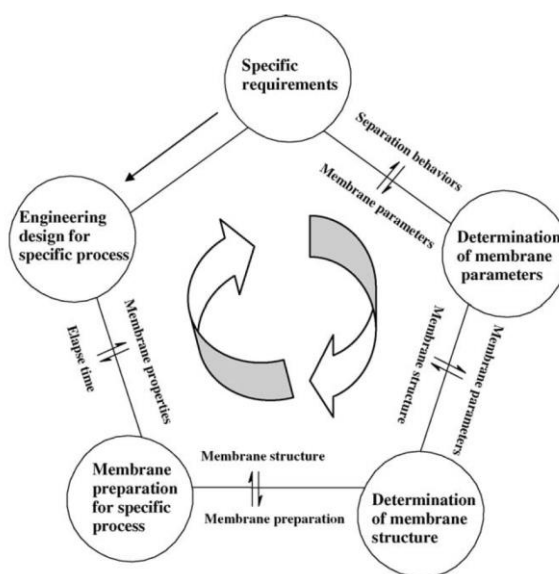 Specific
requirements
Separation behaviors
Membrane parameters
Engineering
design for
specific process
Determination
of membrane
parameters
Elapse time
Membrane properties
Membrane structure
Membrane parameters
Membrane structure
Membrane preparation
Membrane
preparation
for specific
process
Determination
of membrane
structure